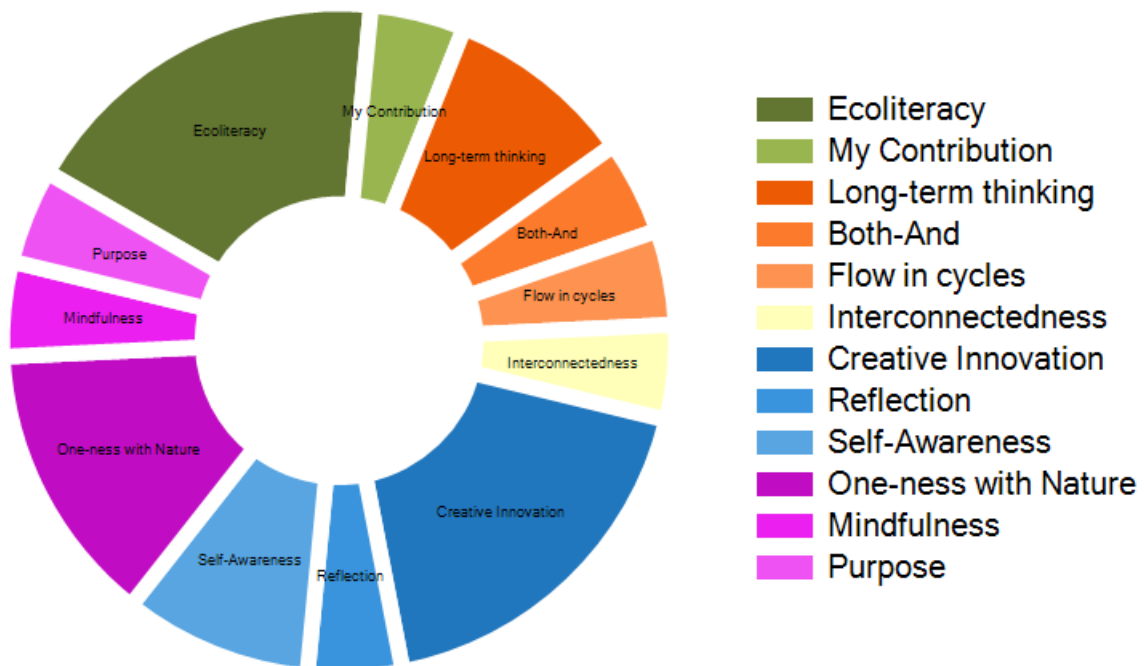 Ecoliteracy
My Contribution
Long-term thinking
Both-And
Flow in cycles
Interconnectedness
Creative Innovation
Reflection
Self-Awareness
One-ness with Nature
Mindfulness
Purpose
Ecoliteracy
My Contribution
Long-term thinking
Both-And
Flow in cycles
Interconnectedness
Creative Innovation
Reflection
Self-Awareness
One-ness with Nature
Mindfulness
Purpose